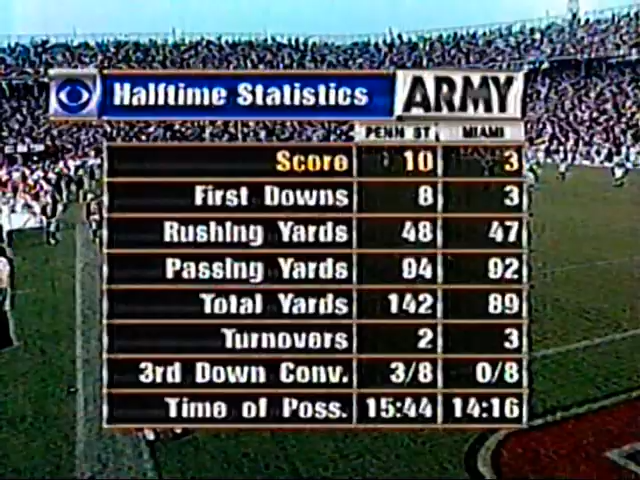 Halftime Statistics ARMY
PENN ST MIAMI
Score 10 3
First Downs 8 3
Rushing Yards 48 47
Passing Yards 94 92
Total Yards 142 89
Turnovers 2 3
3rd Down Conv. 3/8 0/8
Time of Poss. 15:44 14:16